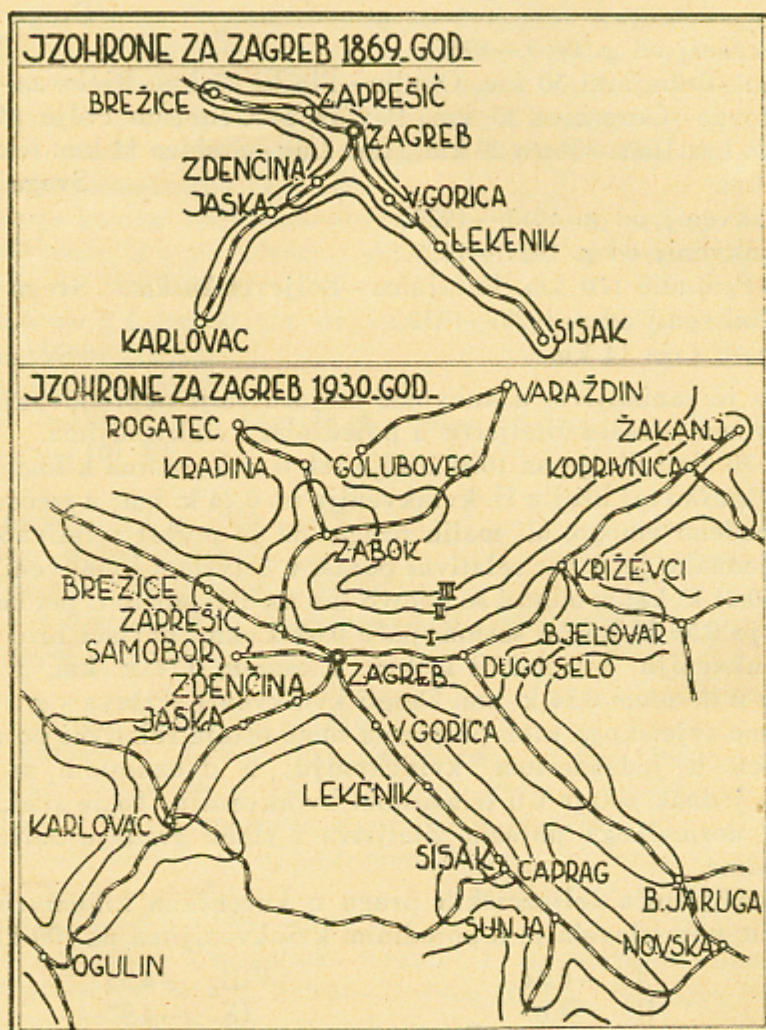 JZOHRONE ZA ZAGREB 1869-GOD-
BREŽICE
ZAPREŠIĆ
ZAGREB
ZDENČINA
JASKA
V.GORICA
LEKENIK
KARLOVAC
SISAK
JZOHRONE ZA ZAGREB 1930-GOD-
VARAŽDIN
ROGATEC
ŽAKANJ
KRAPINA
GOLUBOVEC
KOPRIVNICA
ZABOK
KRIŽEVCI
BREŽICE
III
II
I
ZAPREŠIĆ
BJELOVAR
SAMOBOR
ZAGREB
DUGO SELO
ZDENČINA
JASKA
V.GORICA
LEKENIK
KARLOVAC
SISAK
CAPRAG
B.JARUGA
SUNJA
NOVSKA
OGULIN